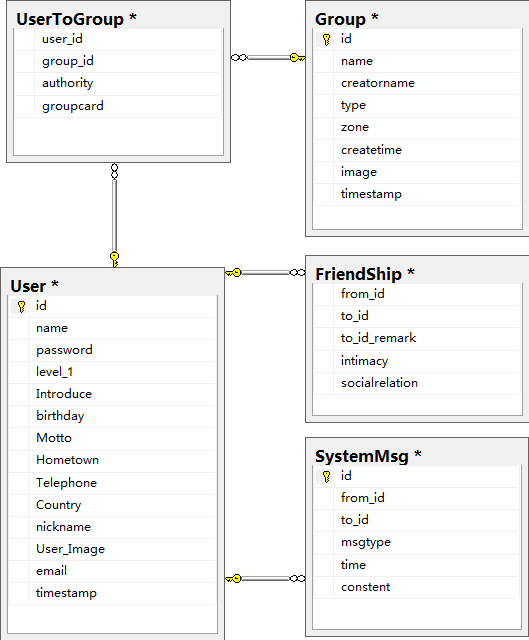 UserToGroup *
user_id
group_id
authority
groupcard
Group *
id
name
creatorname
type
zone
createtime
image
timestamp
User *
id
name
password
level_1
Introduce
birthday
Motto
Hometown
Telephone
Country
nickname
User_Image
email
timestamp
FriendShip *
from_id
to_id
to_id_remark
intimacy
socialrelation
SystemMsg *
id
from_id
to_id
msgtype
time
constent